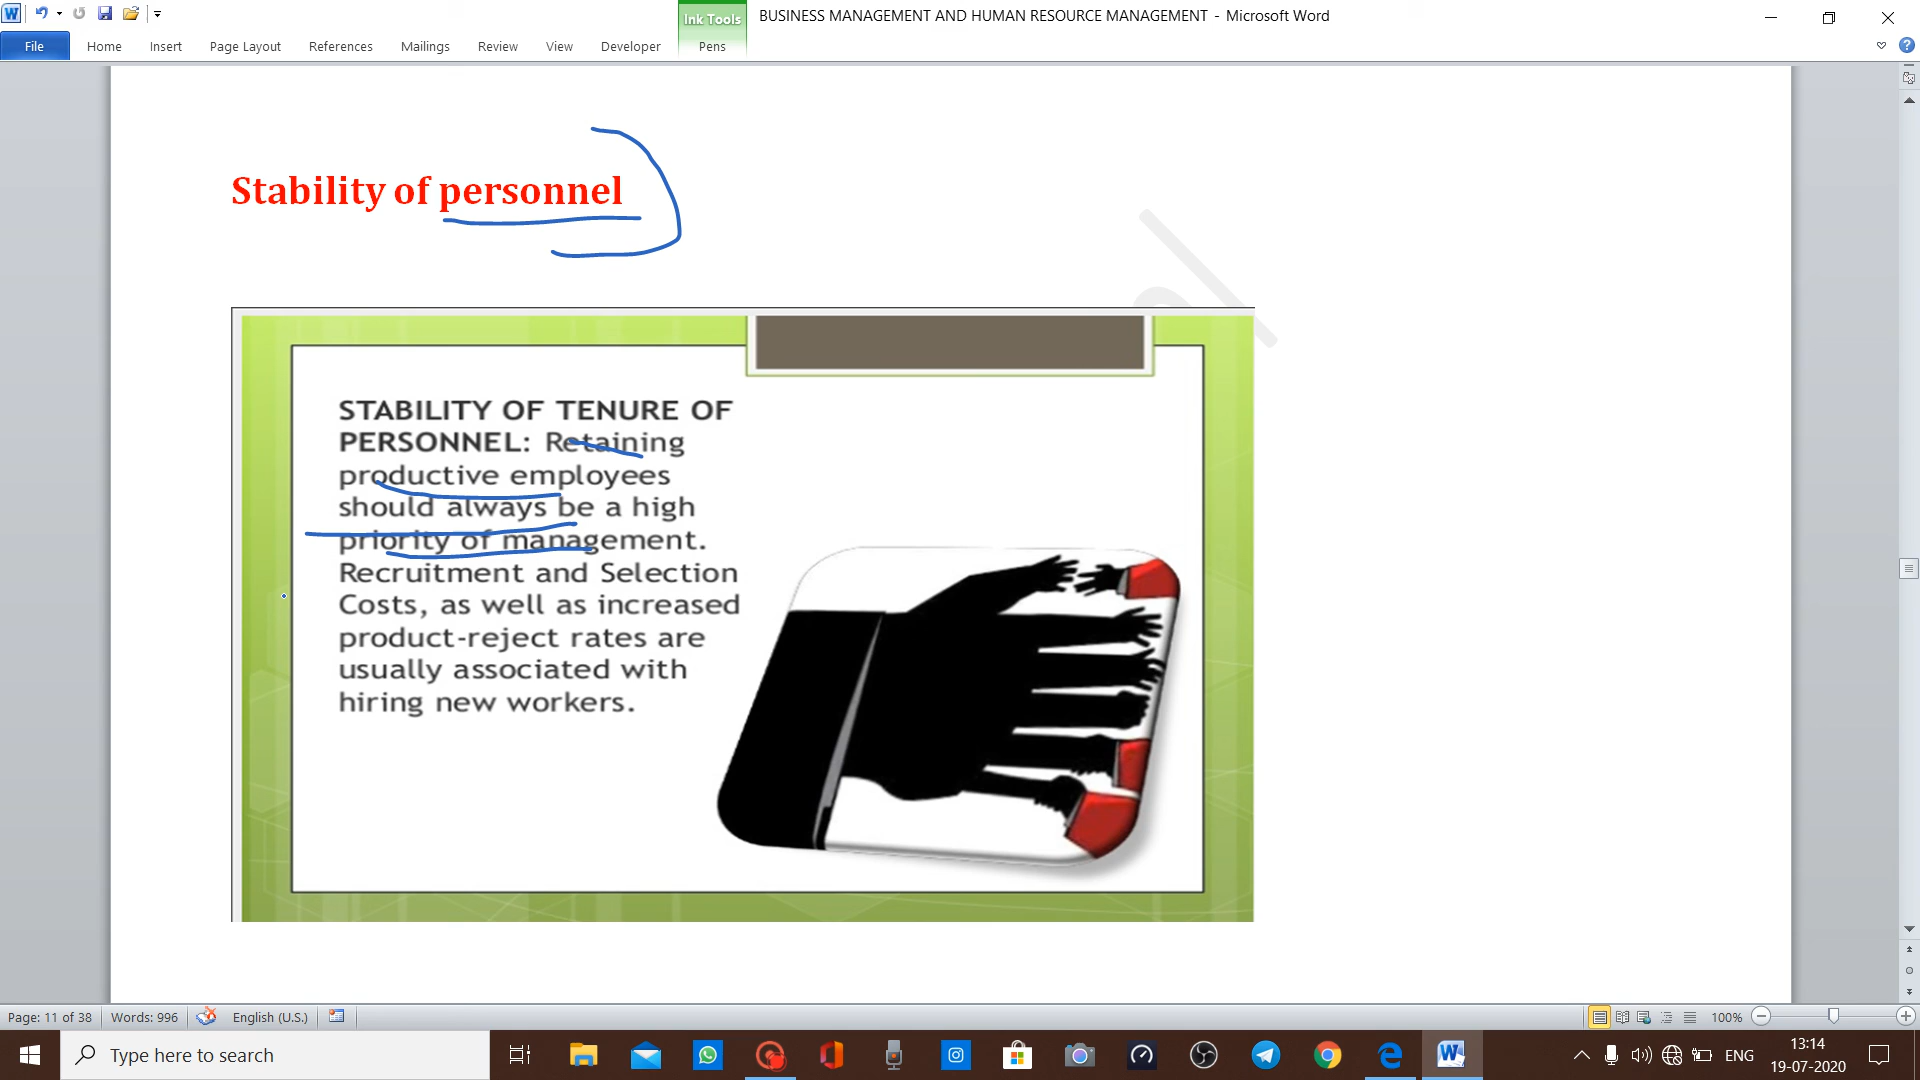 BUSINESS MANAGEMENT AND HUMAN RESOURCE MANAGEMENT - Microsoft Word
Ink Tools
File Home Insert Page Layout References Mailings Review View Developer Pens
Stability of personnel
STABILITY OF TENURE OF
PERSONNEL: Retaining
productive employees
should always be a high
priority of management.
Recruitment and Selection
Costs, as well as increased
product-reject rates are
usually associated with
hiring new workers.
Page: 11 of 38 Words: 996 English (U.S.) 100%
Type here to search
ENG
13:14
19-07-2020